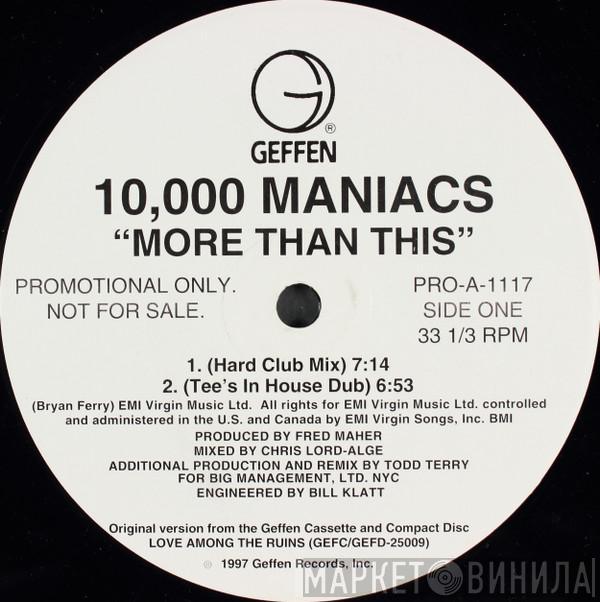 ®
GEFFEN
10,000 MANIACS
“MORE THAN THIS”
PROMOTIONAL ONLY.
NOT FOR SALE.
PRO-A-1117
SIDE ONE
33 1/3 RPM
1. (Hard Club Mix) 7:14
2. (Tee's In House Dub) 6:53
(Bryan Ferry) EMI Virgin Music Ltd. All rights for EMI Virgin Music Ltd. controlled
and administered in the U.S. and Canada by EMI Virgin Songs, Inc. BMI
PRODUCED BY FRED MAHER
MIXED BY CHRIS LORD-ALGE
ADDITIONAL PRODUCTION AND REMIX BY TODD TERRY
FOR BIG MANAGEMENT, LTD. NYC
ENGINEERED BY BILL KLATT
Original version from the Geffen Cassette and Compact Disc
LOVE AMONG THE RUINS (GEFC/GEFD-25009)
℗ 1997 Geffen Records, Inc.
МАРКЕТ ВИНИЛА